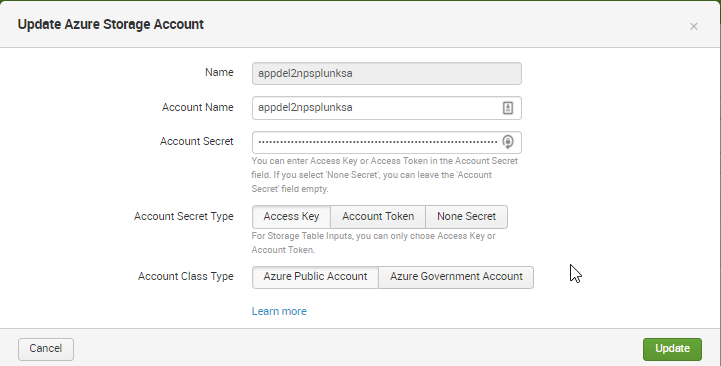 Update Azure Storage Account
×
Name
appdel2npsplunksa
Account Name
appdel2npsplunksa
Account Secret
••••••••••••••••••••••••••••••••••••••••••••••••••••••••••••••••••
You can enter Access Key or Access Token in the Account Secret
field. If you select 'None Secret', you can leave the 'Account
Secret' field empty.
Account Secret Type
Access Key Account Token None Secret
For Storage Table Inputs, you can only chose Access Key or
Account Token.
Account Class Type
Azure Public Account Azure Government Account
Learn more
Cancel Update